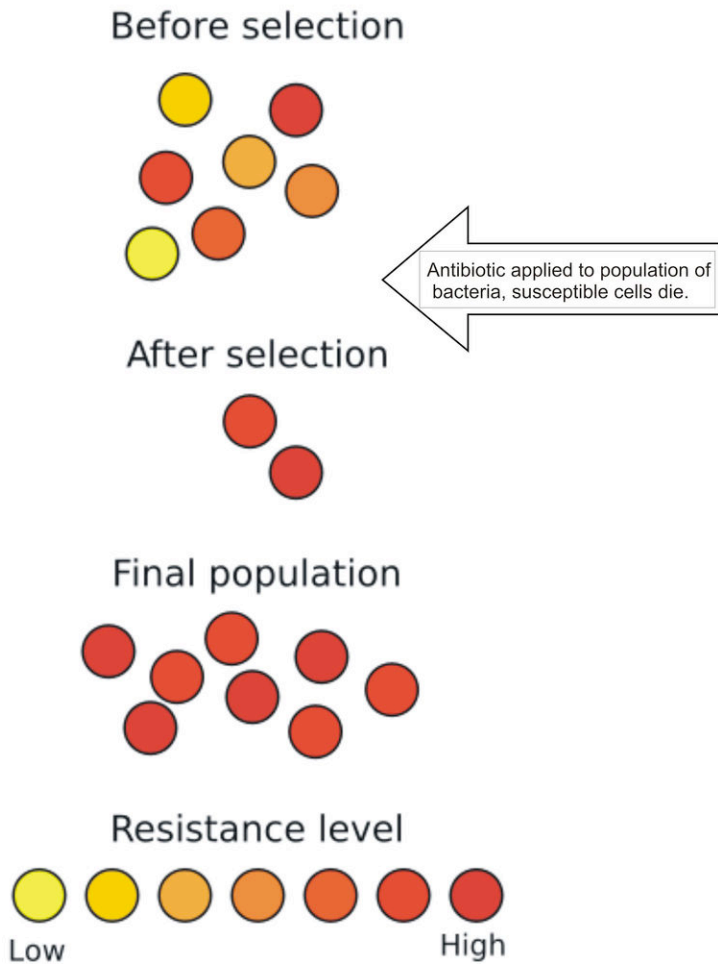 Before selection
Antibiotic applied to population of
bacteria, susceptible cells die.
After selection
Final population
Resistance level
Low
High